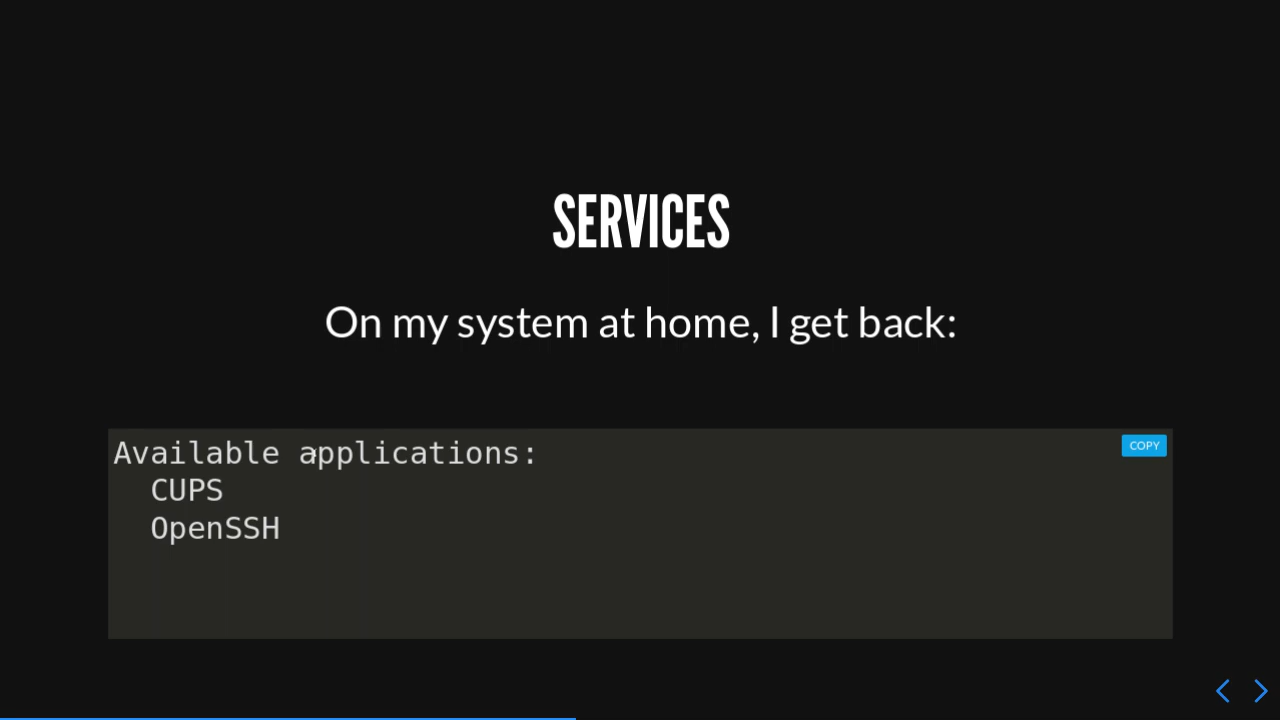 SERVICES
On my system at home, I get back:
Available applications:
COPY
CUPS
OpenSSH